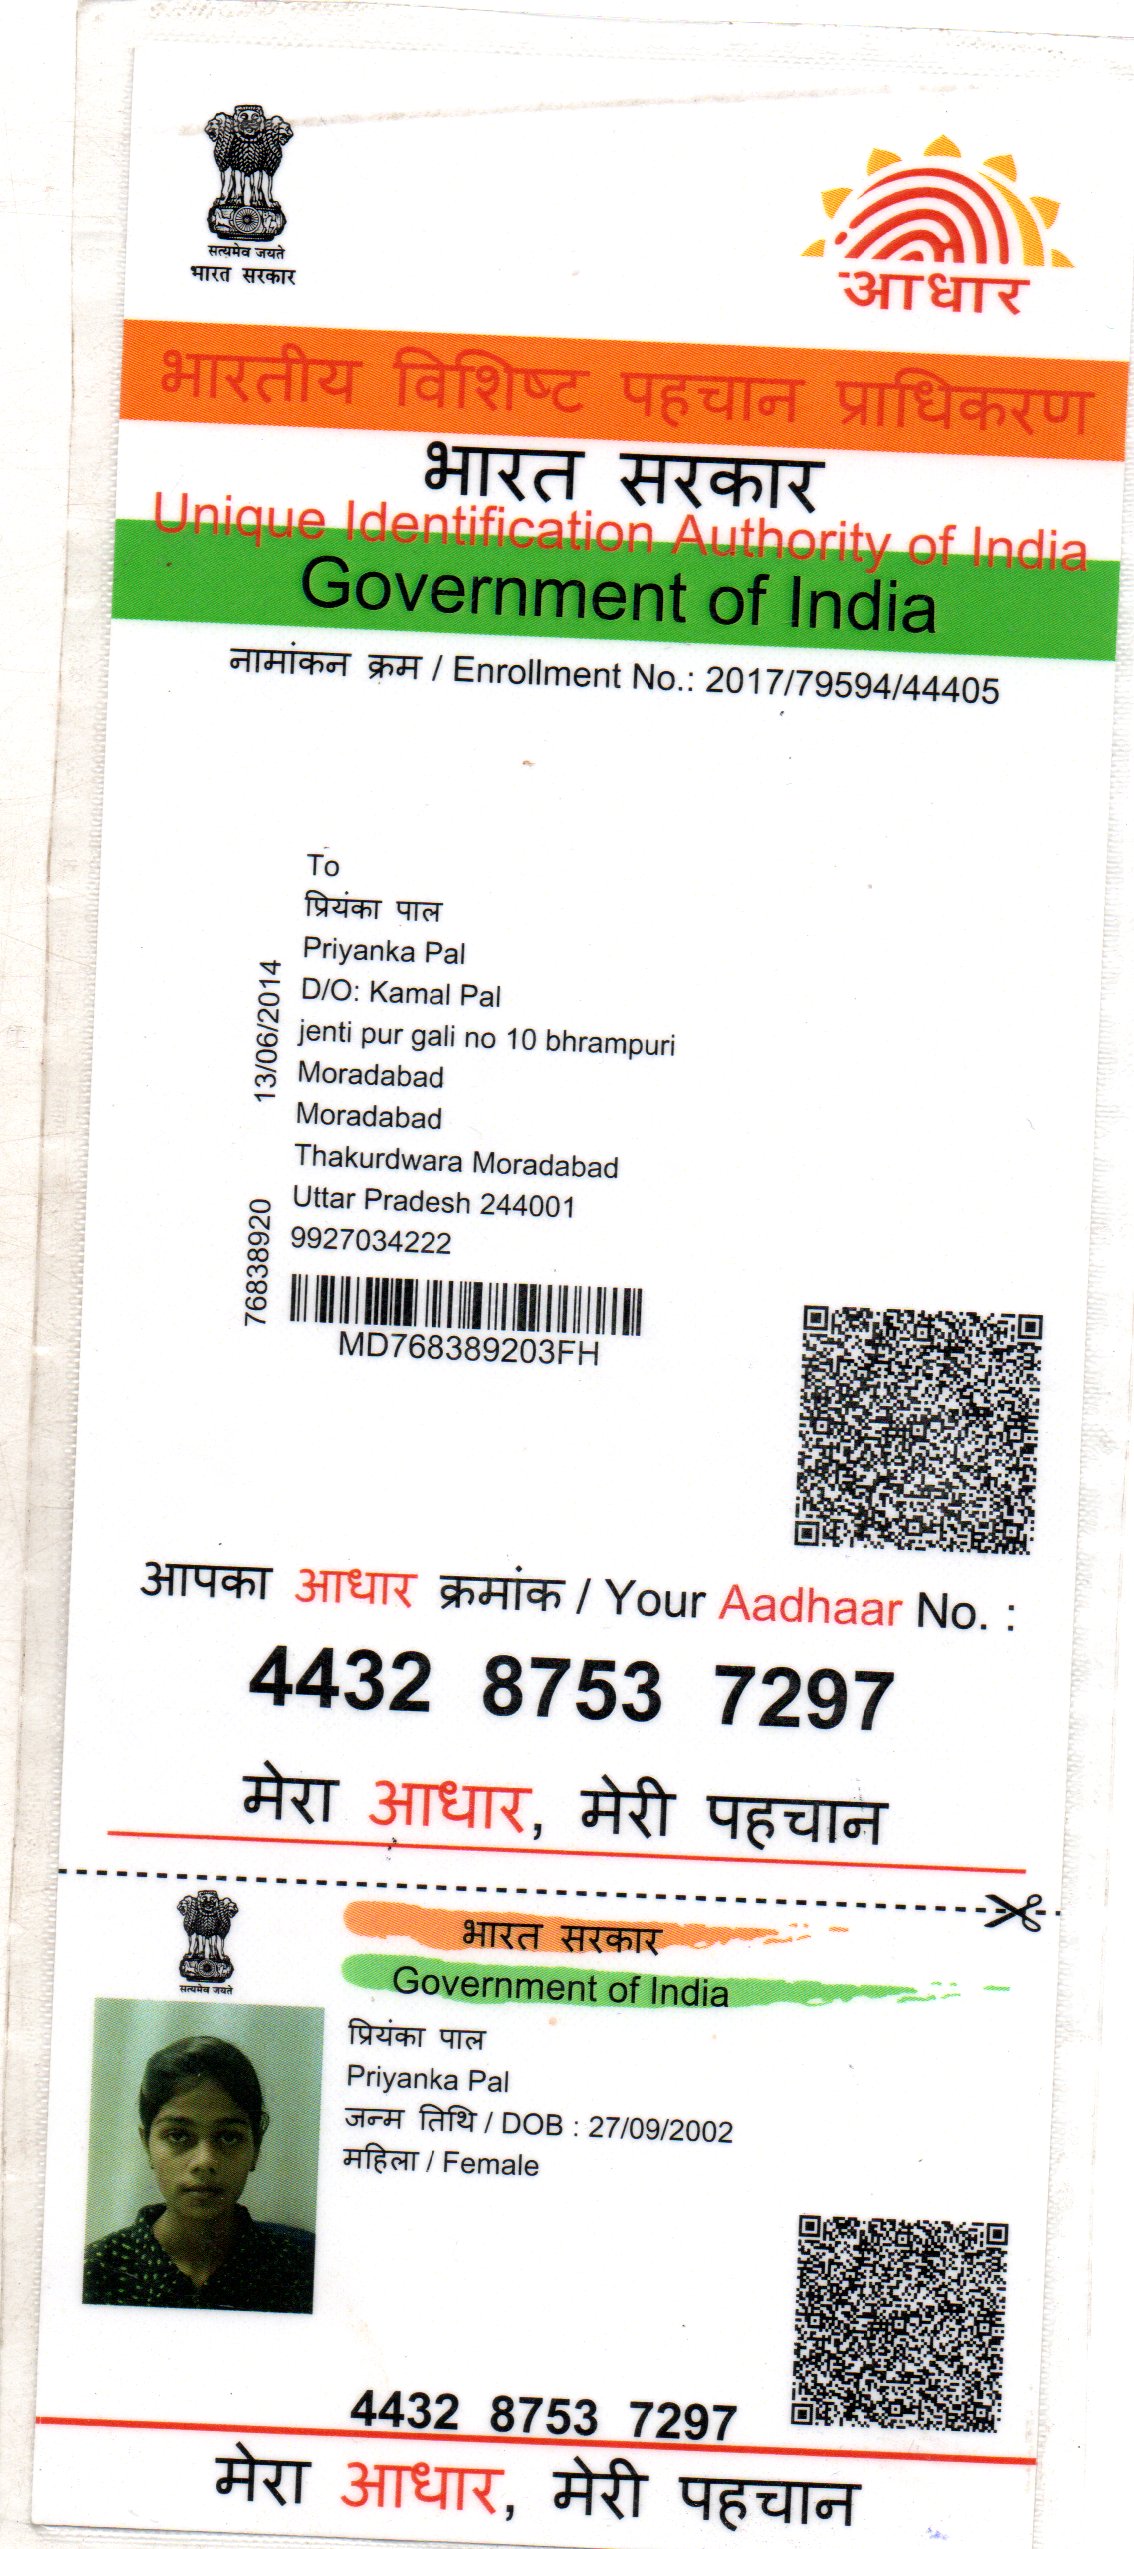 सत्यमेव जयते
भारत सरकार
आधार
भारतीय विशिष्ट पहचान प्राधिकरण
भारत सरकार
Unique Identification Authority of India
Government of India
नामांकन क्रम / Enrollment No.: 2017/79594/44405
To
प्रियंका पाल
Priyanka Pal
D/O: Kamal Pal
jenti pur gali no 10 bhrampuri
Moradabad
Moradabad
Thakurdwara Moradabad
Uttar Pradesh 244001
9927034222
13/06/2014
76838920
MD768389203FH
आपका आधार क्रमांक / Your Aadhaar No. :
4432 8753 7297
मेरा आधार, मेरी पहचान
सत्यमेव जयते
भारत सरकार
Government of India
प्रियंका पाल
Priyanka Pal
जन्म तिथि / DOB : 27/09/2002
महिला / Female
4432 8753 7297
मेरा आधार, मेरी पहचान